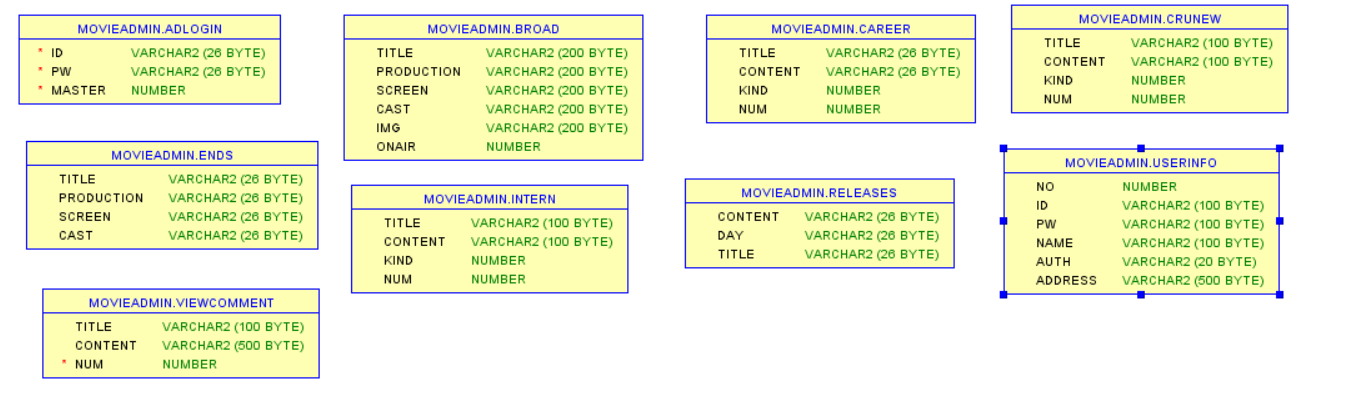 MOVIEADMIN.ADLOGIN
* ID VARCHAR2 (26 BYTE)
* PW VARCHAR2 (26 BYTE)
* MASTER NUMBER
MOVIEADMIN.BROAD
TITLE VARCHAR2 (200 BYTE)
PRODUCTION VARCHAR2 (200 BYTE)
SCREEN VARCHAR2 (200 BYTE)
CAST VARCHAR2 (200 BYTE)
IMG VARCHAR2 (200 BYTE)
ONAIR NUMBER
MOVIEADMIN.CAREER
TITLE VARCHAR2 (26 BYTE)
CONTENT VARCHAR2 (26 BYTE)
KIND NUMBER
NUM NUMBER
MOVIEADMIN.CRUNEW
TITLE VARCHAR2 (100 BYTE)
CONTENT VARCHAR2 (100 BYTE)
KIND NUMBER
NUM NUMBER
MOVIEADMIN.ENDS
TITLE VARCHAR2 (26 BYTE)
PRODUCTION VARCHAR2 (26 BYTE)
SCREEN VARCHAR2 (26 BYTE)
CAST VARCHAR2 (26 BYTE)
MOVIEADMIN.INTERN
TITLE VARCHAR2 (100 BYTE)
CONTENT VARCHAR2 (100 BYTE)
KIND NUMBER
NUM NUMBER
MOVIEADMIN.RELEASES
CONTENT VARCHAR2 (26 BYTE)
DAY VARCHAR2 (26 BYTE)
TITLE VARCHAR2 (26 BYTE)
MOVIEADMIN.USERINFO
NO NUMBER
ID VARCHAR2 (100 BYTE)
PW VARCHAR2 (100 BYTE)
NAME VARCHAR2 (100 BYTE)
AUTH VARCHAR2 (20 BYTE)
ADDRESS VARCHAR2 (500 BYTE)
MOVIEADMIN.VIEWCOMMENT
TITLE VARCHAR2 (100 BYTE)
CONTENT VARCHAR2 (500 BYTE)
* NUM NUMBER